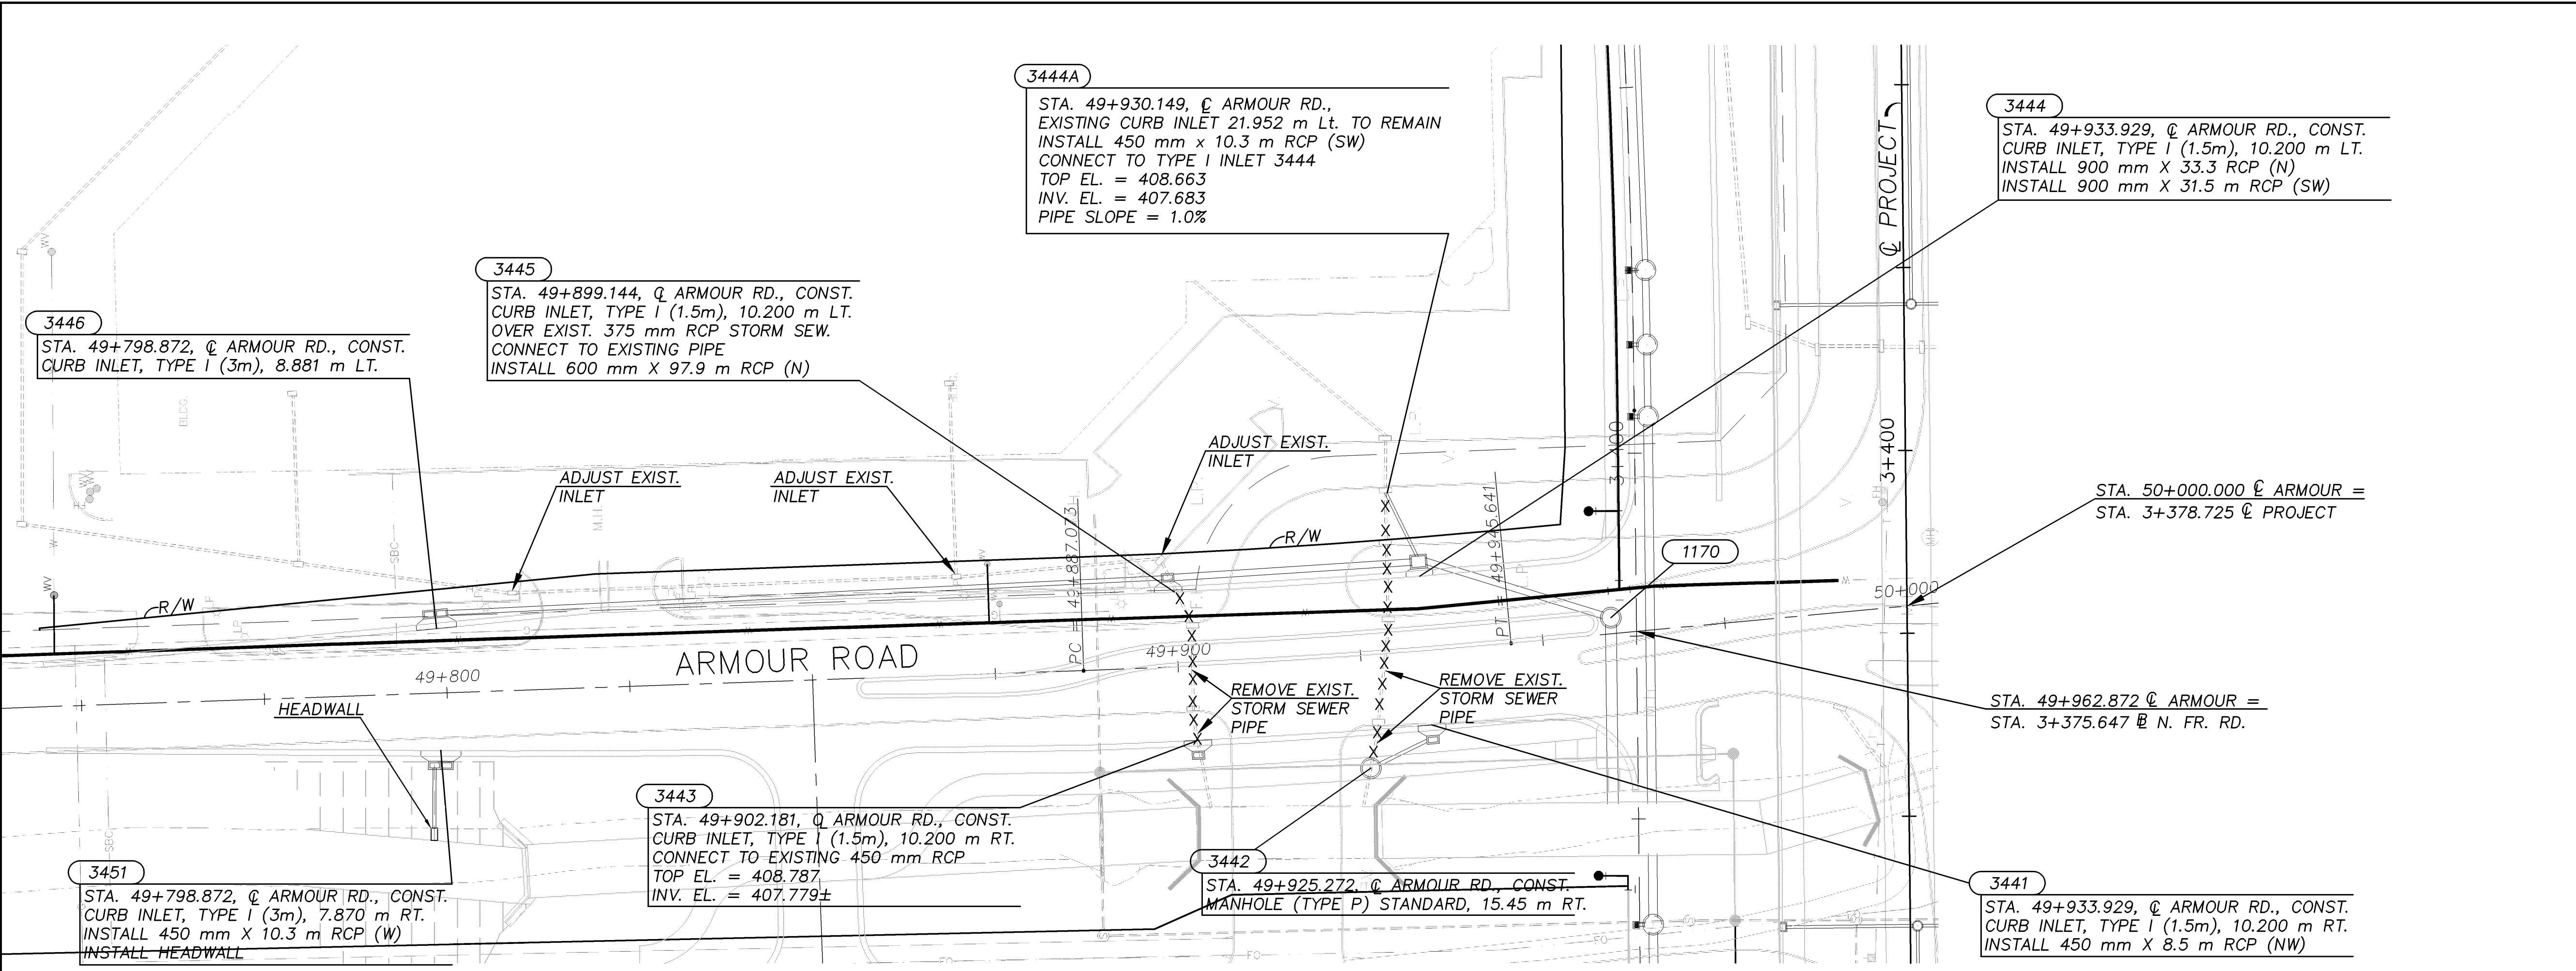 3444A
STA. 49+930.149, ℄ ARMOUR RD.,
EXISTING CURB INLET 21.952 m Lt. TO REMAIN
INSTALL 450 mm x 10.3 m RCP (SW)
CONNECT TO TYPE I INLET 3444
TOP EL. = 408.663
INV. EL. = 407.683
PIPE SLOPE = 1.0%
3444
STA. 49+933.929, ℄ ARMOUR RD., CONST.
CURB INLET, TYPE I (1.5m), 10.200 m LT.
INSTALL 900 mm X 33.3 RCP (N)
INSTALL 900 mm X 31.5 m RCP (SW)
℄ PROJECT
3445
STA. 49+899.144, ℄ ARMOUR RD., CONST.
CURB INLET, TYPE I (1.5m), 10.200 m LT.
OVER EXIST. 375 mm RCP STORM SEW.
CONNECT TO EXISTING PIPE
INSTALL 600 mm X 97.9 m RCP (N)
3446
STA. 49+798.872, ℄ ARMOUR RD., CONST.
CURB INLET, TYPE I (3m), 8.881 m LT.
WV
BLDG.
ADJUST EXIST.
INLET
ADJUST EXIST.
INLET
ADJUST EXIST.
INLET
3+400
3+400
M.H.
SBC
W
WV
WV
R/W
R/W
PC = 49+887.073
PT = 49+945.641
1170
STA. 50+000.000 ℄ ARMOUR =
STA. 3+378.725 ℄ PROJECT
50+000
ARMOUR ROAD
49+800
49+900
HEADWALL
REMOVE EXIST.
STORM SEWER
PIPE
REMOVE EXIST.
STORM SEWER
PIPE
STA. 49+962.872 ℄ ARMOUR =
STA. 3+375.647 BL N. FR. RD.
3443
STA. 49+902.181, ℄ ARMOUR RD., CONST.
CURB INLET, TYPE I (1.5m), 10.200 m RT.
CONNECT TO EXISTING 450 mm RCP
TOP EL. = 408.787
INV. EL. = 407.779±
3442
STA. 49+925.272, ℄ ARMOUR RD., CONST.
MANHOLE (TYPE P) STANDARD, 15.45 m RT.
3451
STA. 49+798.872, ℄ ARMOUR RD., CONST.
CURB INLET, TYPE I (3m), 7.870 m RT.
INSTALL 450 mm X 10.3 m RCP (W)
INSTALL HEADWALL
SBC
3441
STA. 49+933.929, ℄ ARMOUR RD., CONST.
CURB INLET, TYPE I (1.5m), 10.200 m RT.
INSTALL 450 mm X 8.5 m RCP (NW)
FO
FO
FO